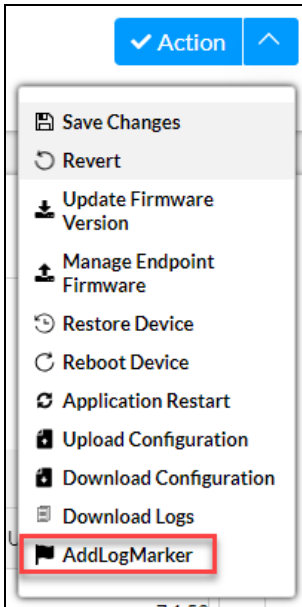 Action
Save Changes
Revert
Update Firmware
Version
Manage Endpoint
Firmware
Restore Device
Reboot Device
Application Restart
Upload Configuration
Download Configuration
Download Logs
AddLogMarker